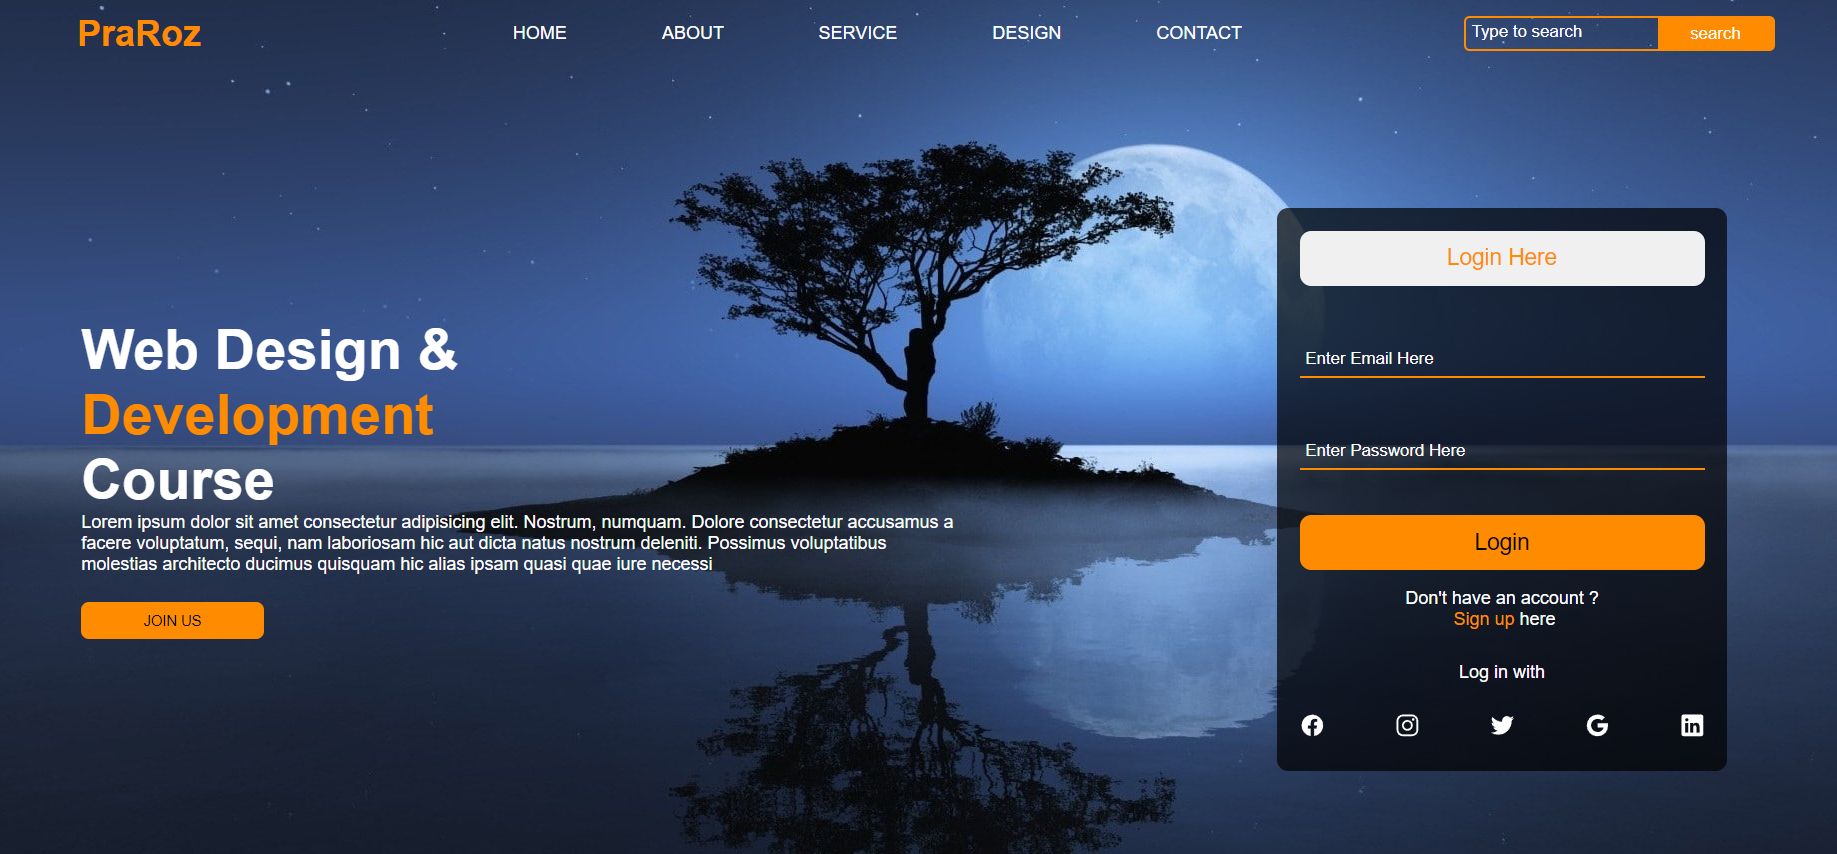 PraRoz
HOME
ABOUT
SERVICE
DESIGN
CONTACT
Type to search
search
Web Design &
Development
Course
Lorem ipsum dolor sit amet consectetur adipisicing elit. Nostrum, numquam. Dolore consectetur accusamus a
facere voluptatum, sequi, nam laboriosam hic aut dicta natus nostrum deleniti. Possimus voluptatibus
molestias architecto ducimus quisquam hic alias ipsam quasi quae iure necessi
JOIN US
Login Here
Enter Email Here
Enter Password Here
Login
Don't have an account ?
Sign up here
Log in with